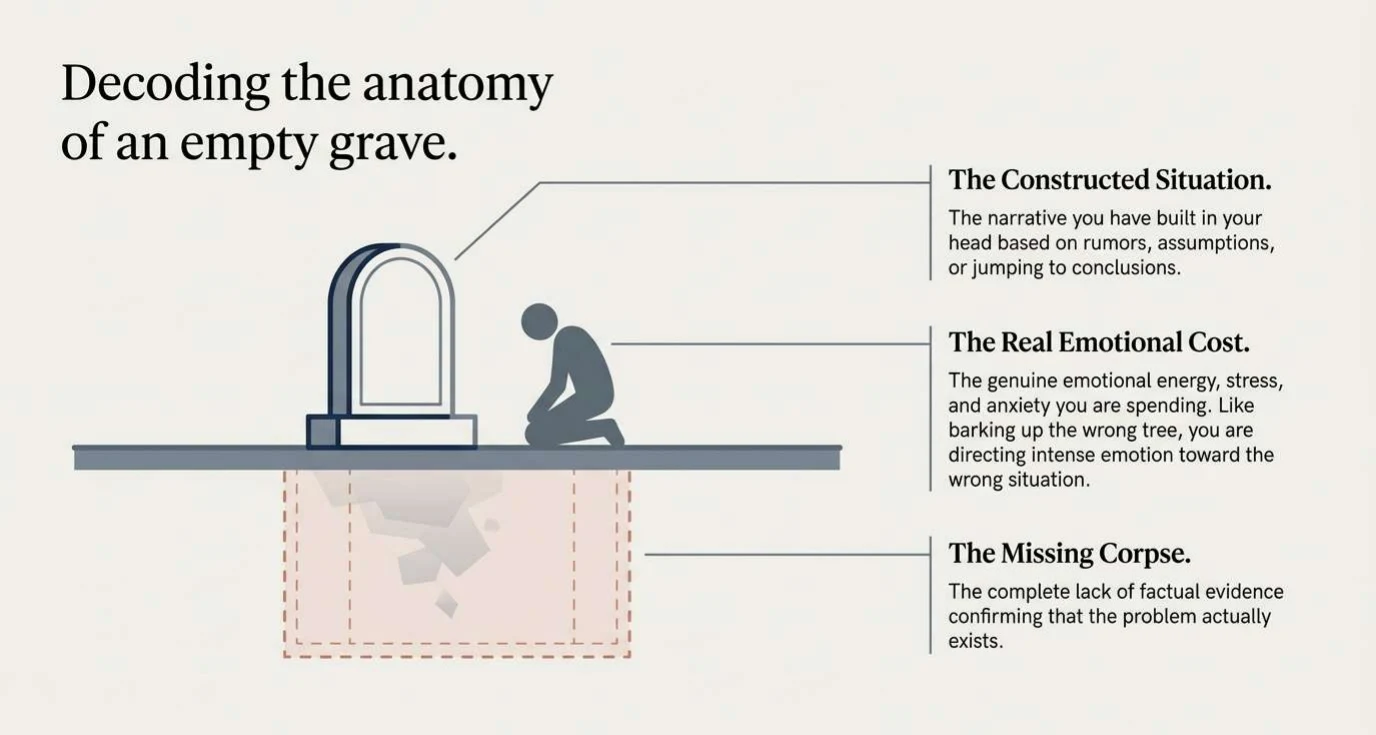 Decoding the anatomy
of an empty grave.
The Constructed Situation.
The narrative you have built in your
head based on rumors, assumptions,
or jumping to conclusions.
The Real Emotional Cost.
The genuine emotional energy, stress,
and anxiety you are spending. Like
barking up the wrong tree, you are
directing intense emotion toward the
wrong situation.
The Missing Corpse.
The complete lack of factual evidence
confirming that the problem actually
exists.